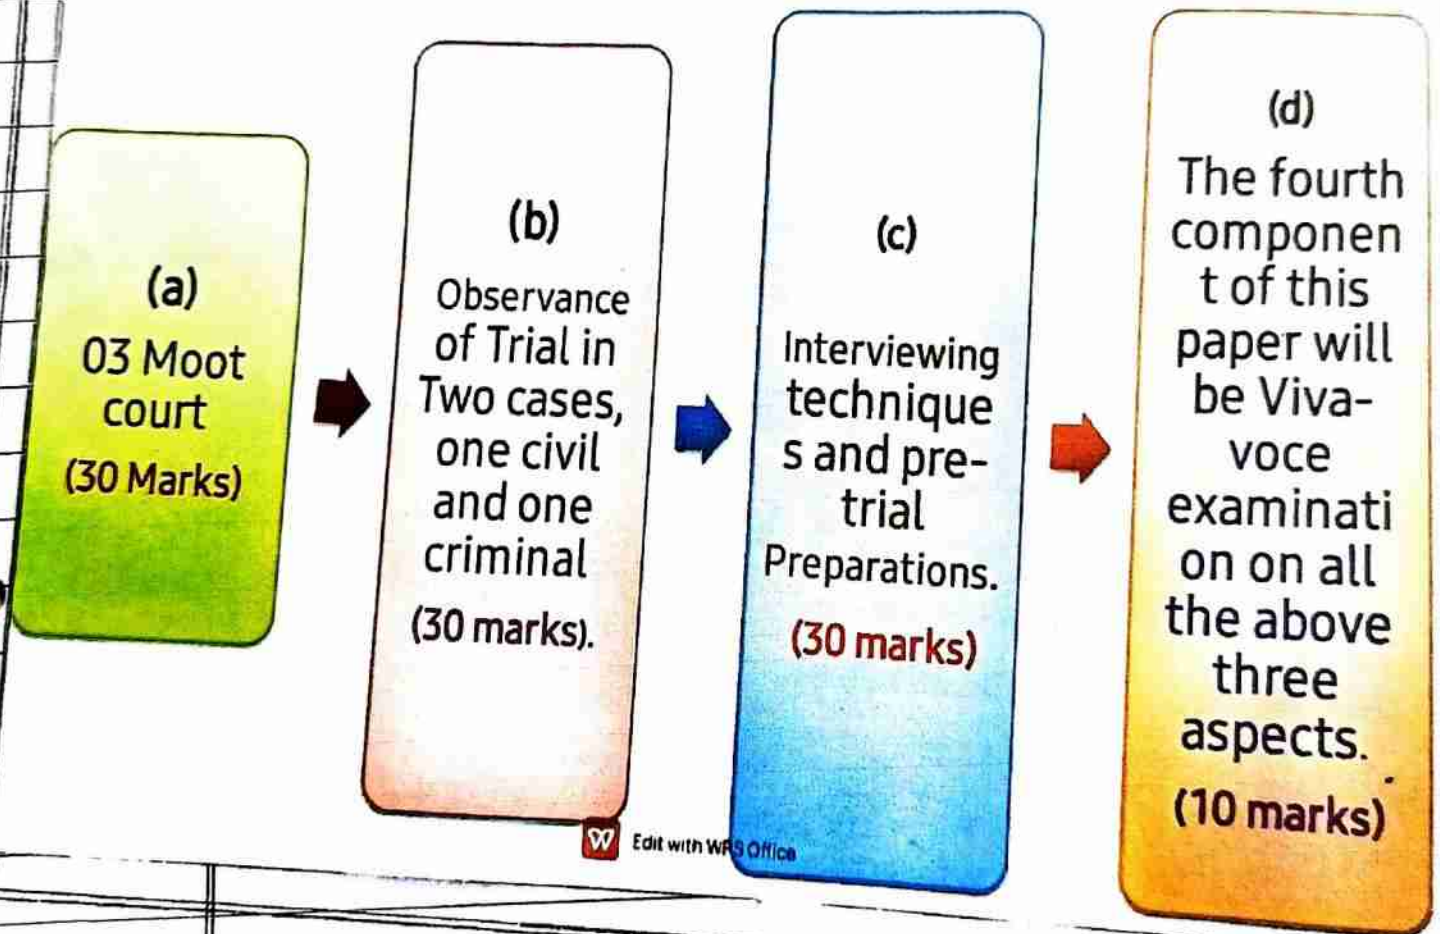 (a)
03 Moot
court
(30 Marks)
(b)
Observance
of Trial in
Two cases,
one civil
and one
criminal
(30 marks).
(c)
Interviewing
technique
s and pre-
trial
Preparations.
(30 marks)
(d)
The fourth
componen
t of this
paper will
be Viva-
voce
examinati
on on all
the above
three
aspects.
(10 marks)
Edit with WPS Office